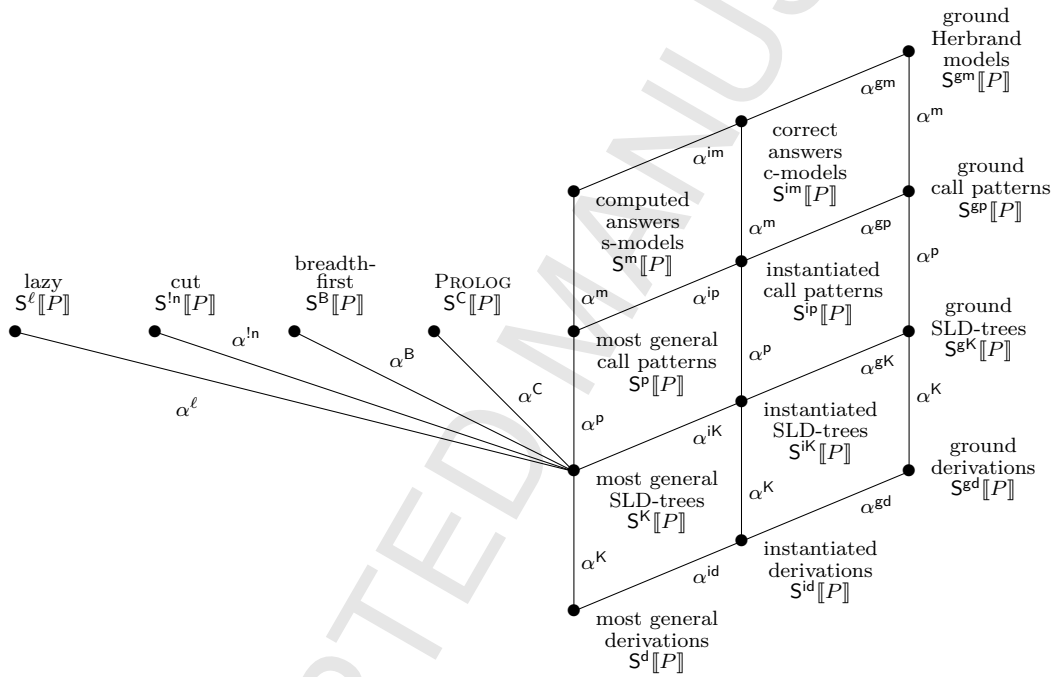 ground
Herbrand
models
S^gm⟦P⟧
α^gm
α^m
α^im
correct
answers
c-models
S^im⟦P⟧
ground
call patterns
S^gp⟦P⟧
computed
answers
s-models
S^m⟦P⟧
α^m
α^gp
α^p
lazy
S^ℓ⟦P⟧
cut
S^!n⟦P⟧
breadth-
first
S^B⟦P⟧
PROLOG
S^C⟦P⟧
α^m
α^ip
instantiated
call patterns
S^ip⟦P⟧
ground
SLD-trees
S^gK⟦P⟧
α^!n
α^B
α^C
α^ℓ
most general
call patterns
S^p⟦P⟧
α^p
α^gK
α^K
α^p
α^iK
instantiated
SLD-trees
S^iK⟦P⟧
ground
derivations
S^gd⟦P⟧
most general
SLD-trees
S^K⟦P⟧
α^K
α^gd
α^K
α^id
instantiated
derivations
S^id⟦P⟧
most general
derivations
S^d⟦P⟧
PTED MANUS